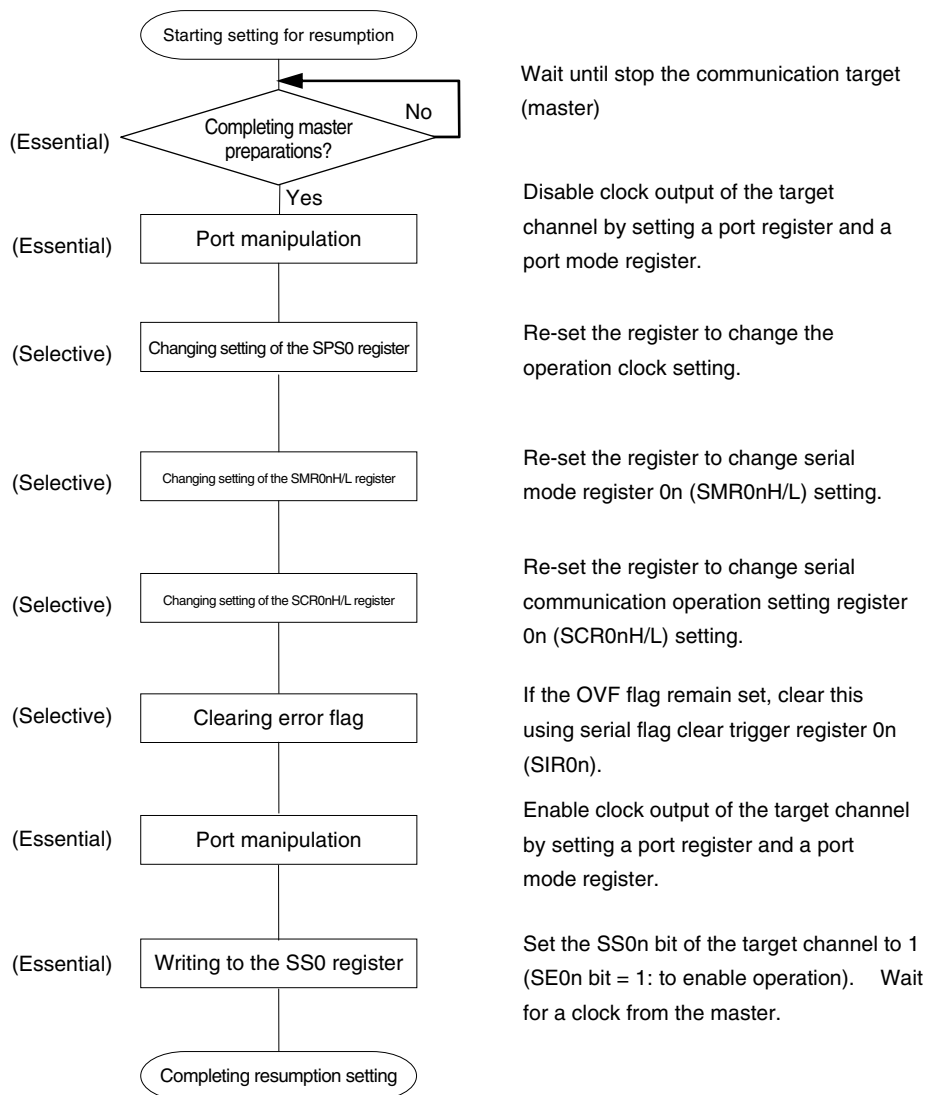 Starting setting for resumption
Wait until stop the communication target
(master)
No
(Essential)
Completing master
preparations?
Yes
Disable clock output of the target
channel by setting a port register and a
port mode register.
(Essential)
Port manipulation
(Selective)
Changing setting of the SPS0 register
Re-set the register to change the
operation clock setting.
(Selective)
Changing setting of the SMR0nH/L register
Re-set the register to change serial
mode register 0n (SMR0nH/L) setting.
(Selective)
Changing setting of the SCR0nH/L register
Re-set the register to change serial
communication operation setting register
0n (SCR0nH/L) setting.
(Selective)
Clearing error flag
If the OVF flag remain set, clear this
using serial flag clear trigger register 0n
(SIR0n).
(Essential)
Port manipulation
Enable clock output of the target channel
by setting a port register and a port
mode register.
(Essential)
Writing to the SS0 register
Set the SS0n bit of the target channel to 1
(SE0n bit = 1: to enable operation). Wait
for a clock from the master.
Completing resumption setting